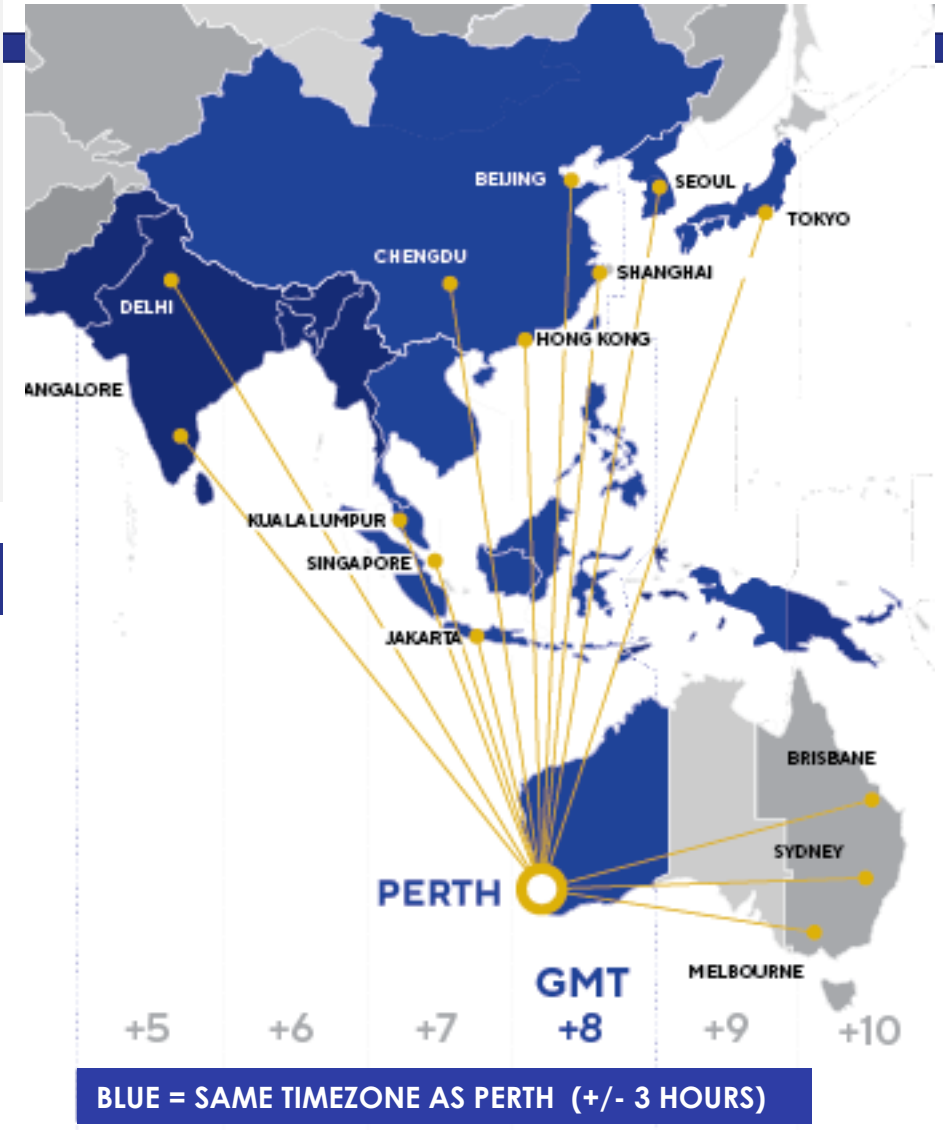 BEIJING
SEOUL
TOKYO
CHENGDU
SHANGHAI
DELHI
HONG KONG
ANGALORE
KUALA LUMPUR
SINGAPORE
JAKARTA
BRISBANE
SYDNEY
PERTH
MELBOURNE
GMT
+5 +6 +7 +8 +9 +10
BLUE = SAME TIMEZONE AS PERTH (+/- 3 HOURS)